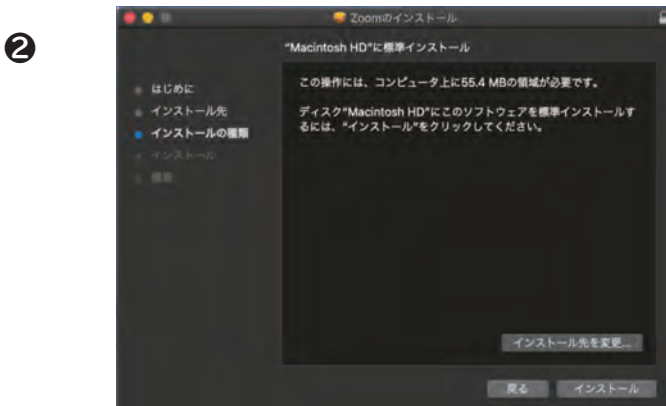 ❷
Zoomのインストール
"Macintosh HD"に標準インストール
はじめに
インストール先
インストールの種類
インストール
概要
この操作には、コンピュータ上に55.4 MBの領域が必要です。
ディスク"Macintosh HD"にこのソフトウェアを標準インストールす
るには、"インストール"をクリックしてください。
インストール先を変更...
戻る
インストール